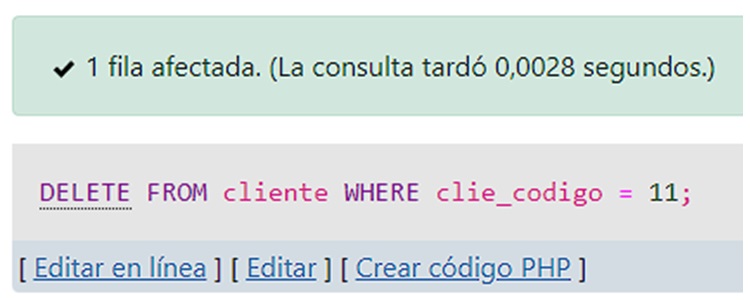 ✔ 1 fila afectada. (La consulta tardó 0,0028 segundos.)
DELETE FROM cliente WHERE clie_codigo = 11;
[ Editar en línea ] [ Editar ] [ Crear código PHP ]